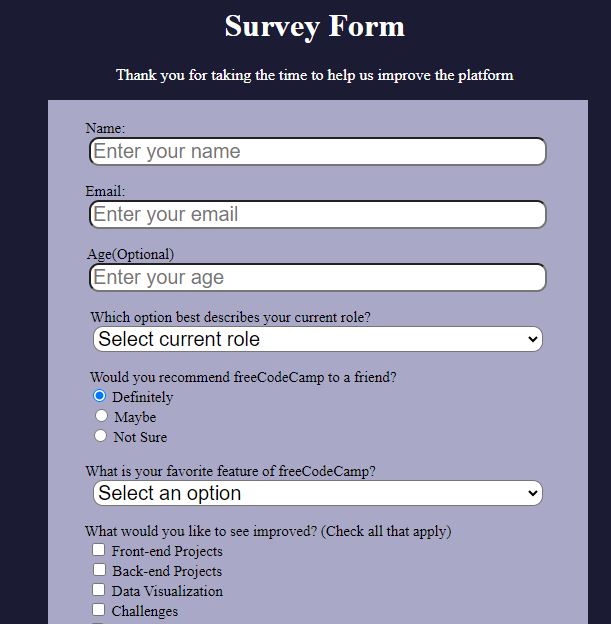 Survey Form
Thank you for taking the time to help us improve the platform
Name:
Enter your name
Email:
Enter your email
Age(Optional)
Enter your age
Which option best describes your current role?
Select current role
Would you recommend freeCodeCamp to a friend?
Definitely
Maybe
Not Sure
What is your favorite feature of freeCodeCamp?
Select an option
What would you like to see improved? (Check all that apply)
Front-end Projects
Back-end Projects
Data Visualization
Challenges